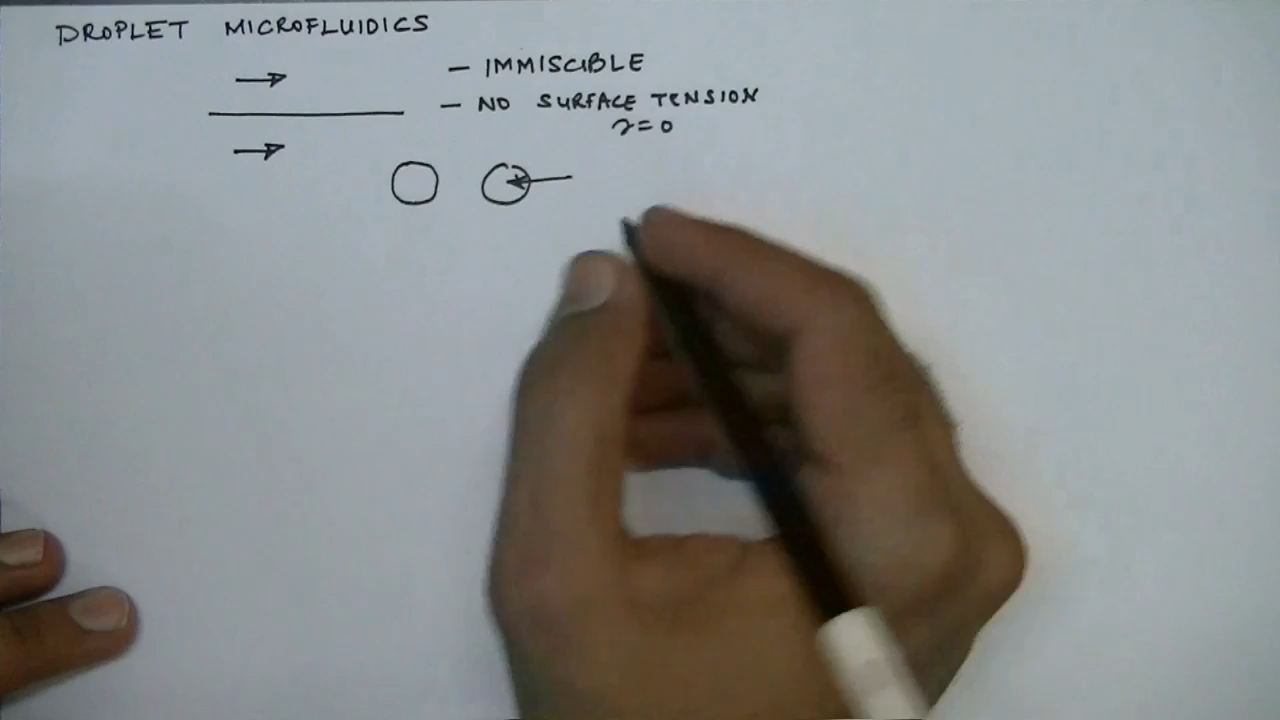 DROPLET MICROFLUIDICS
- IMMISCIBLE
- NO SURFACE TENSION
γ=0